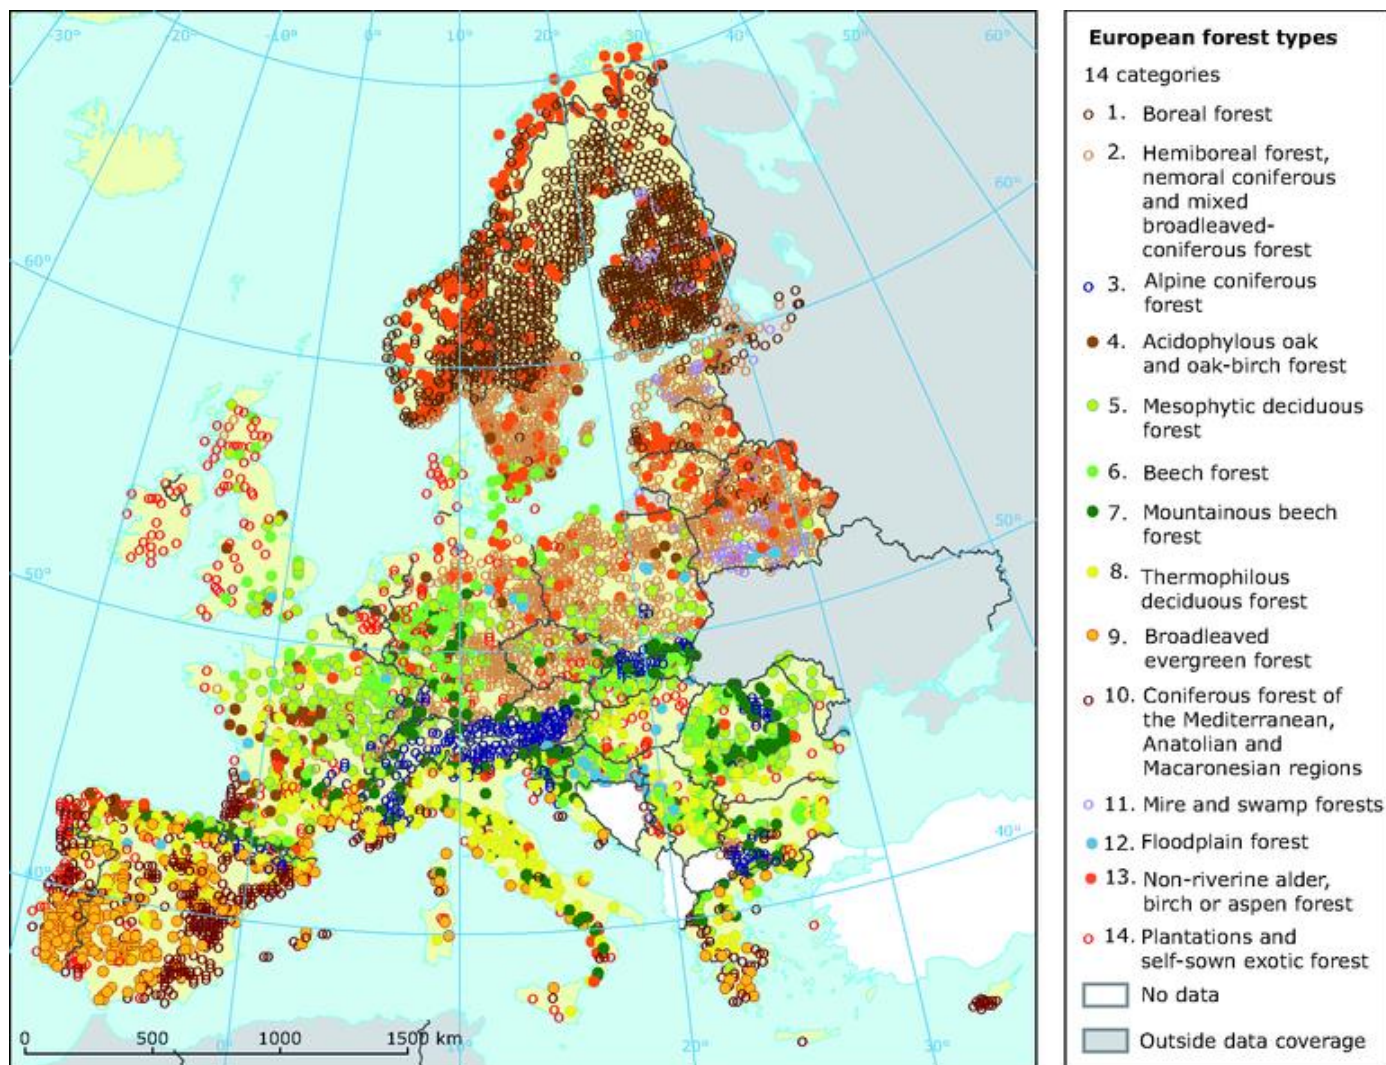 -30°
-20°
-10°
0°
10°
20°
30°
40°
50°
60°
60°
60°
50°
50°
40°
40°
0
500
1000
1500 km
0°
10°
20°
30°
European forest types
14 categories
1. Boreal forest
2. Hemiboreal forest,
nemoral coniferous
and mixed
broadleaved-
coniferous forest
3. Alpine coniferous
forest
4. Acidophylous oak
and oak-birch forest
5. Mesophytic deciduous
forest
6. Beech forest
7. Mountainous beech
forest
8. Thermophilous
deciduous forest
9. Broadleaved
evergreen forest
10. Coniferous forest of
the Mediterranean,
Anatolian and
Macaronesian regions
11. Mire and swamp forests
12. Floodplain forest
13. Non-riverine alder,
birch or aspen forest
14. Plantations and
self-sown exotic forest
No data
Outside data coverage